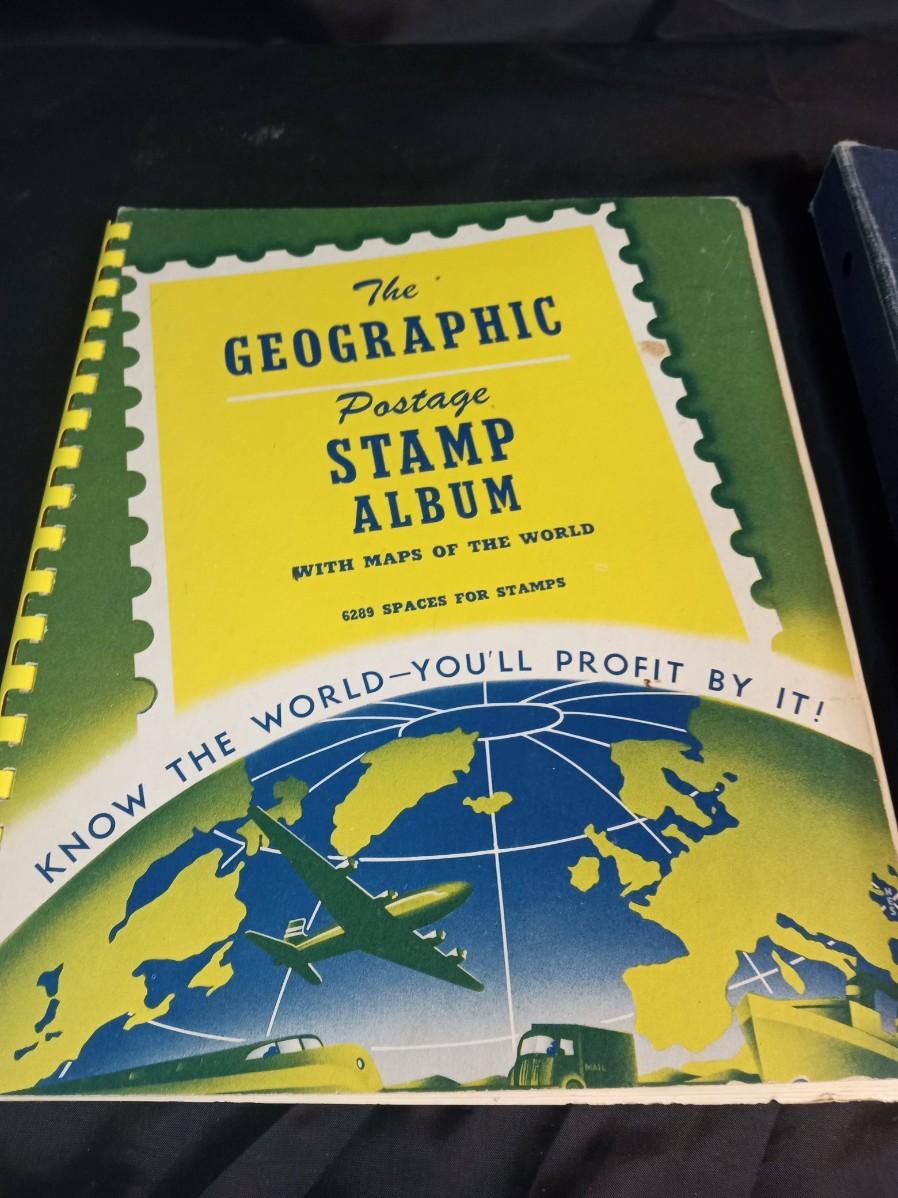 The
GEOGRAPHIC
Postage
STAMP
ALBUM
WITH MAPS OF THE WORLD
6289 SPACES FOR STAMPS
KNOW THE WORLD—YOU'LL PROFIT BY IT!
MAIL